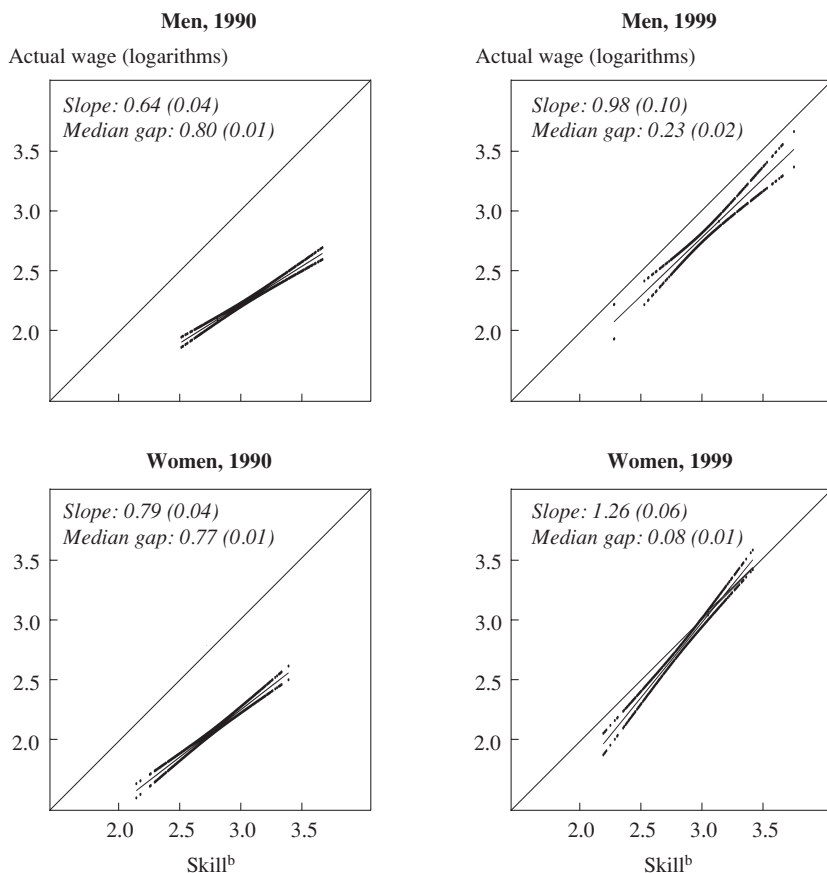 Men, 1990
Actual wage (logarithms)
Slope: 0.64 (0.04)
Median gap: 0.80 (0.01)
3.5
3.0
2.5
2.0
Men, 1999
Actual wage (logarithms)
Slope: 0.98 (0.10)
Median gap: 0.23 (0.02)
3.5
3.0
2.5
2.0
Women, 1990
Slope: 0.79 (0.04)
Median gap: 0.77 (0.01)
3.5
3.0
2.5
2.0
2.0 2.5 3.0 3.5
Skillᵇ
Women, 1999
Slope: 1.26 (0.06)
Median gap: 0.08 (0.01)
3.5
3.0
2.5
2.0
2.0 2.5 3.0 3.5
Skillᵇ